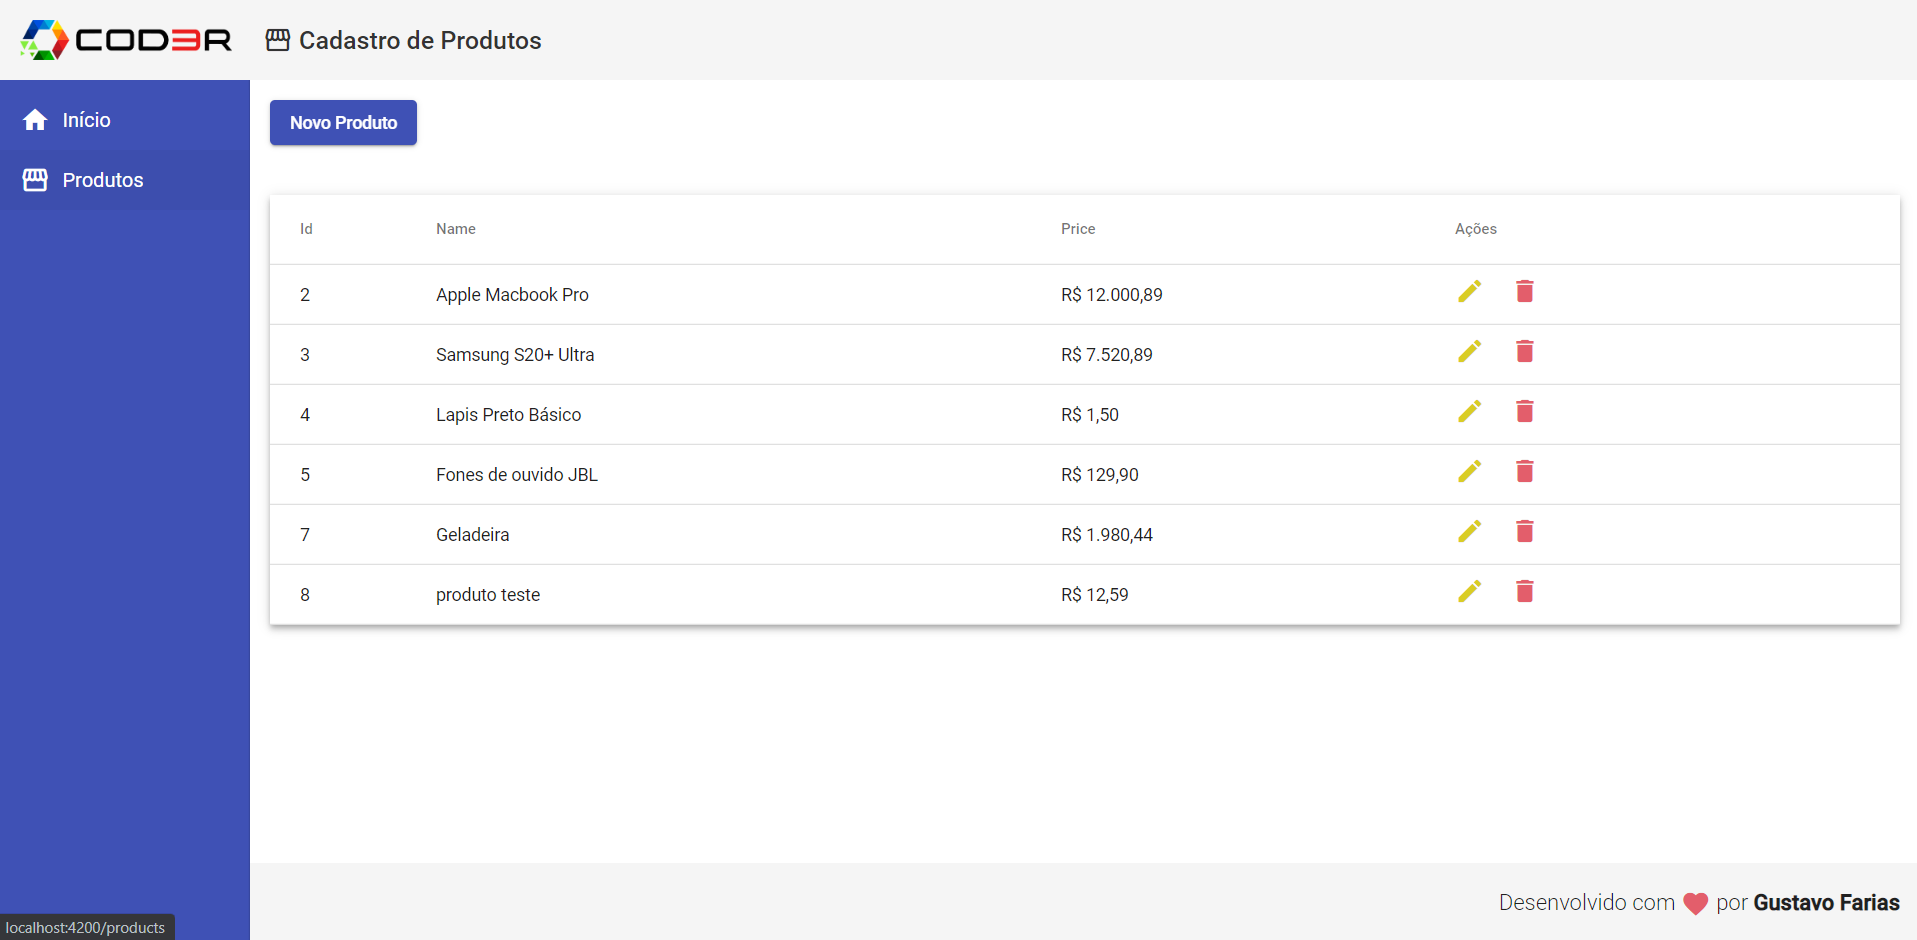 COD3R
Cadastro de Produtos
Início
Produtos
Novo Produto
Id Name Price Ações
2 Apple Macbook Pro R$ 12.000,89
3 Samsung S20+ Ultra R$ 7.520,89
4 Lapis Preto Básico R$ 1,50
5 Fones de ouvido JBL R$ 129,90
7 Geladeira R$ 1.980,44
8 produto teste R$ 12,59
Desenvolvido com por Gustavo Farias
localhost:4200/products